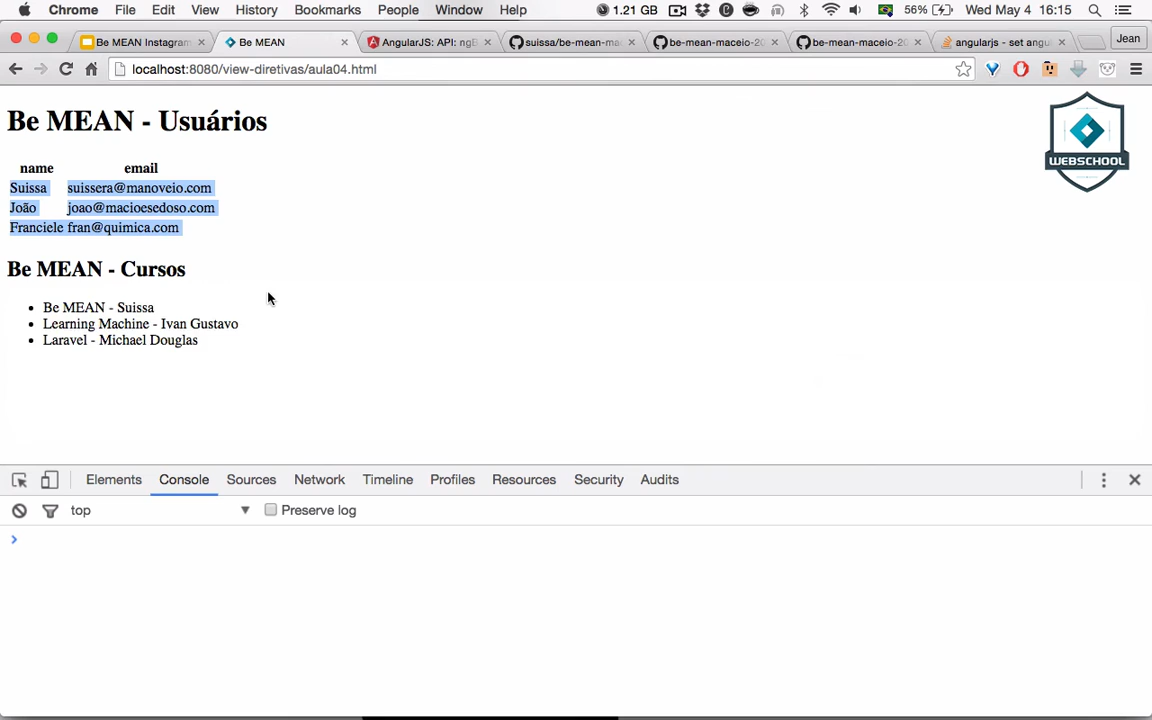 Chrome File Edit View History Bookmarks People Window Help 1.21 GB 56% Wed May 4 16:15
Be MEAN Instagram Be MEAN AngularJS: API: ngB suissa/be-mean-ma be-mean-maceio-20 be-mean-maceio-20 angularjs - set angu Jean
localhost:8080/view-diretivas/aula04.html
Be MEAN - Usuários
WEBSCHOOL
name email
Suissa suissera@manoveio.com
João joao@macioesedoso.com
Franciele fran@quimica.com
Be MEAN - Cursos
• Be MEAN - Suissa
• Learning Machine - Ivan Gustavo
• Laravel - Michael Douglas
Elements Console Sources Network Timeline Profiles Resources Security Audits
top Preserve log